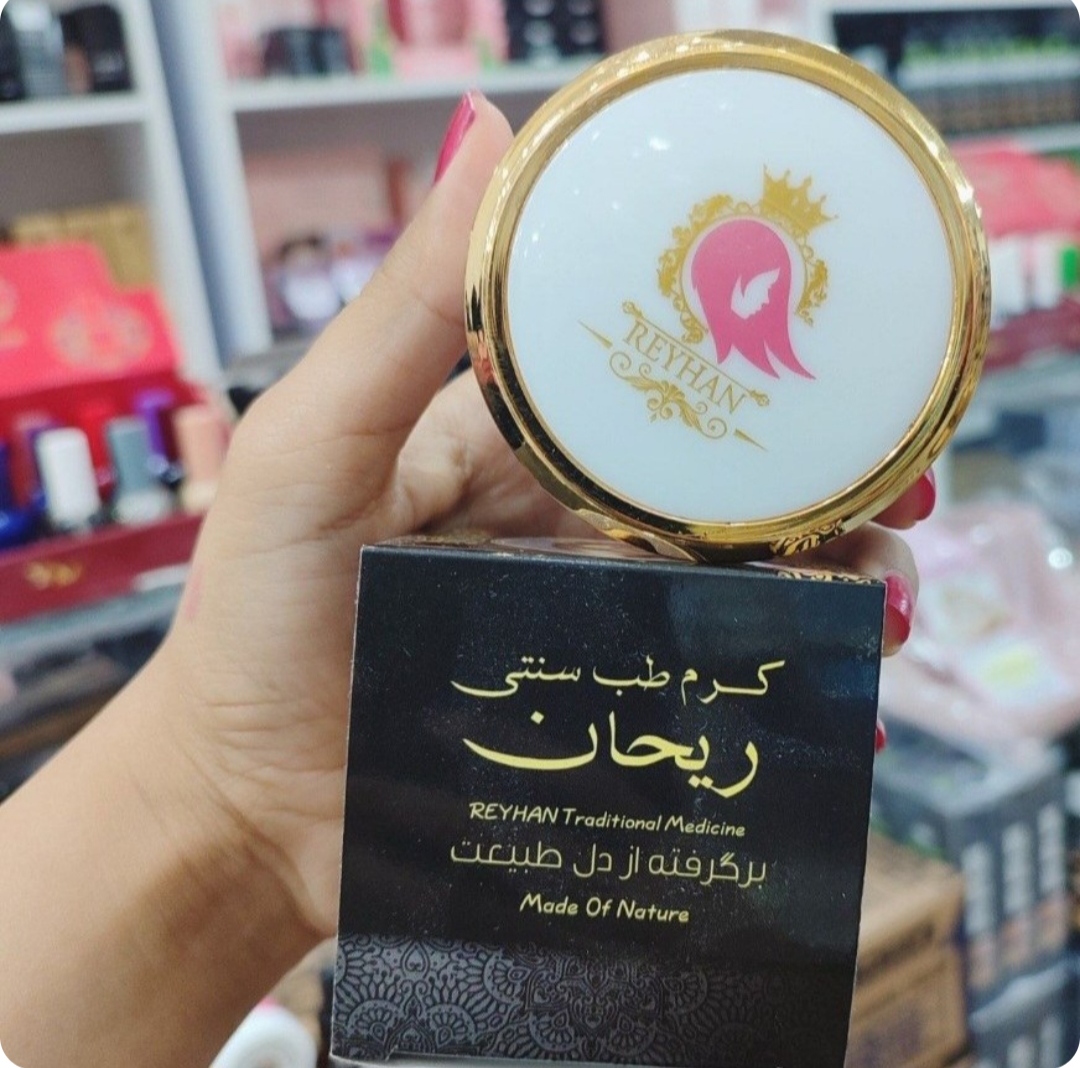 REYHAN
کرم طب سنتی
ریحان
REYHAN Traditional Medicine
برگرفته از دل طبیعت
Made Of Nature